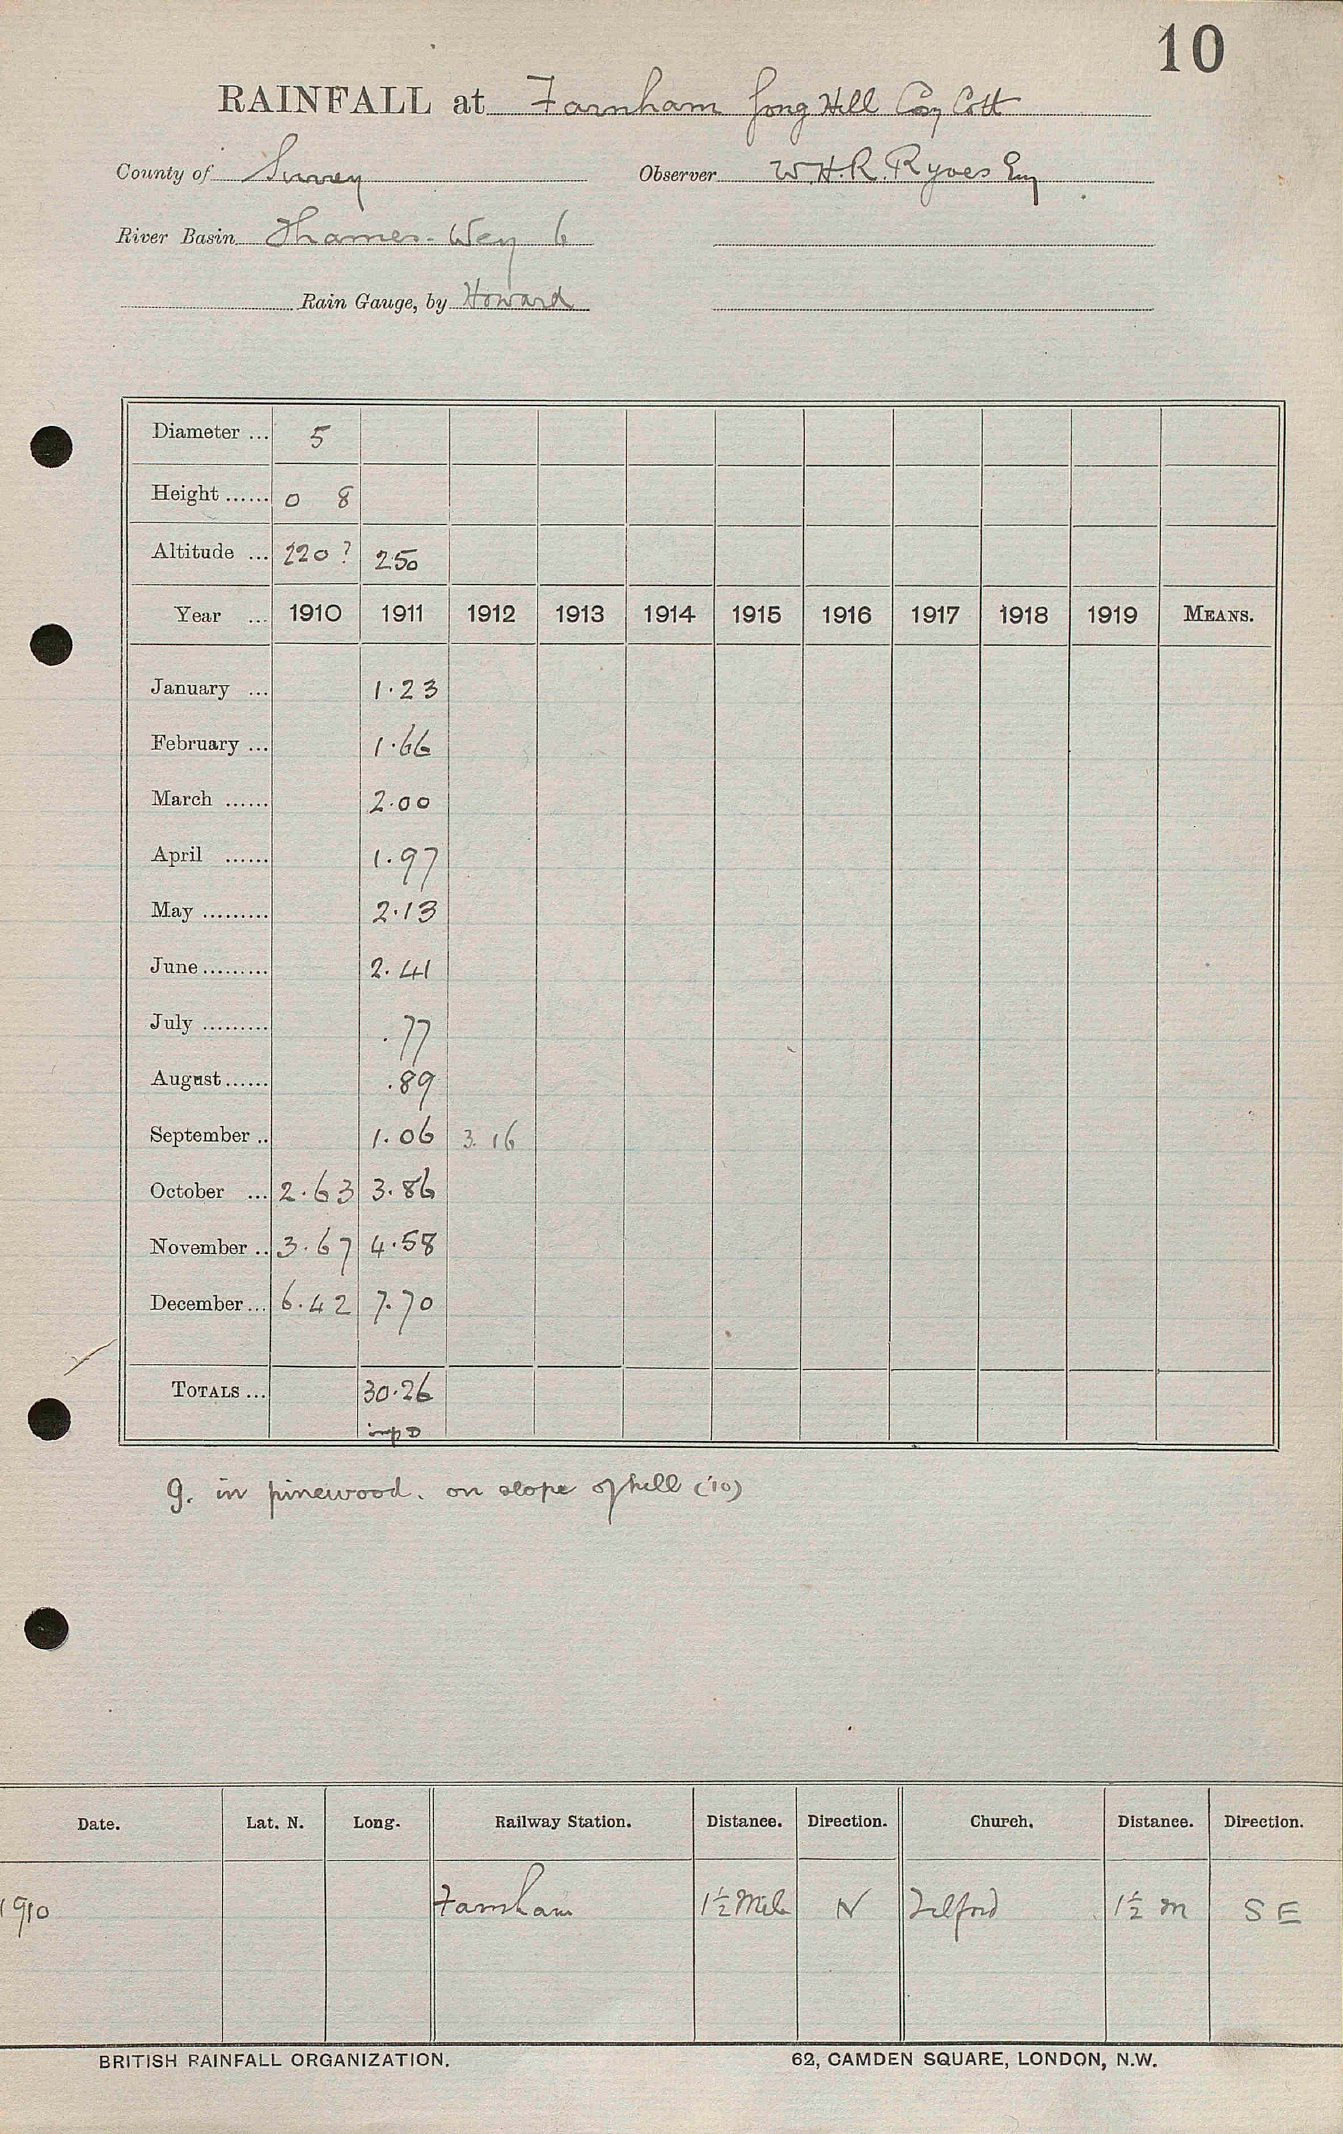 10
RAINFALL at Farnham Long Hill Cosy Cott
County of Surrey Observer W.H.R. Ryves Esq
River Basin Thames - Wey 6
Rain Gauge, by Howard
Diameter ... 5
Height ...... 0 8
Altitude ... 220? 250
Year ... 1910 1911 1912 1913 1914 1915 1916 1917 1918 1919 MEANS.
January ... 1.23
February ... 1.66
March ...... 2.00
April ...... 1.97
May ......... 2.13
June ......... 2.41
July ......... .77
August ...... .89
September .. 1.06 3.16
October ... 2.63 3.86
November .. 3.67 4.58
December ... 6.42 7.70
TOTALS ... 30.26
g. in pinewood. on slope of hill ('10)
Date. Lat. N. Long. Railway Station. Distance. Direction. Church. Distance. Direction.
1910 Farnham 1½ Mile N Tilford 1½ m SE
BRITISH RAINFALL ORGANIZATION. 62, CAMDEN SQUARE, LONDON, N.W.